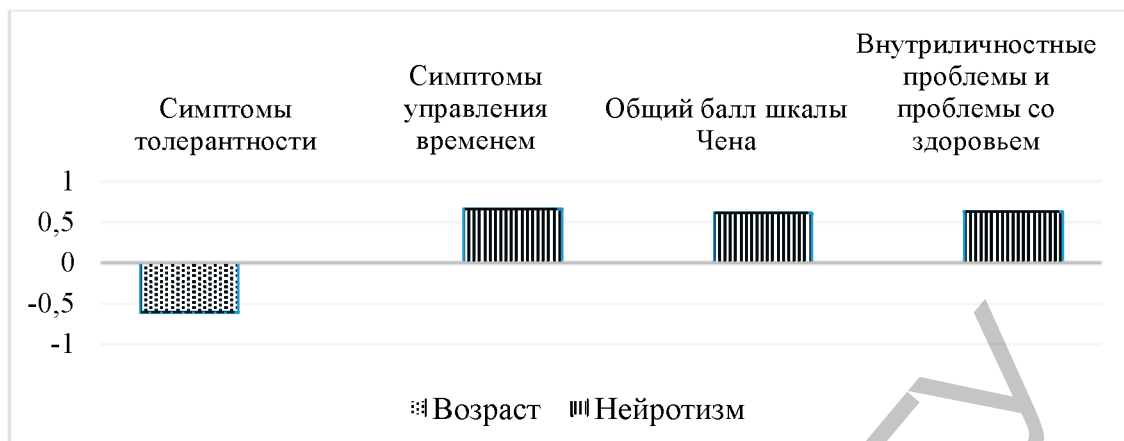 Симптомы
толерантности
Симптомы
управления
временем
Общий балл шкалы
Чена
Внутриличностные
проблемы и
проблемы со
здоровьем
1
0,5
0
-0,5
-1
Возраст Нейротизм